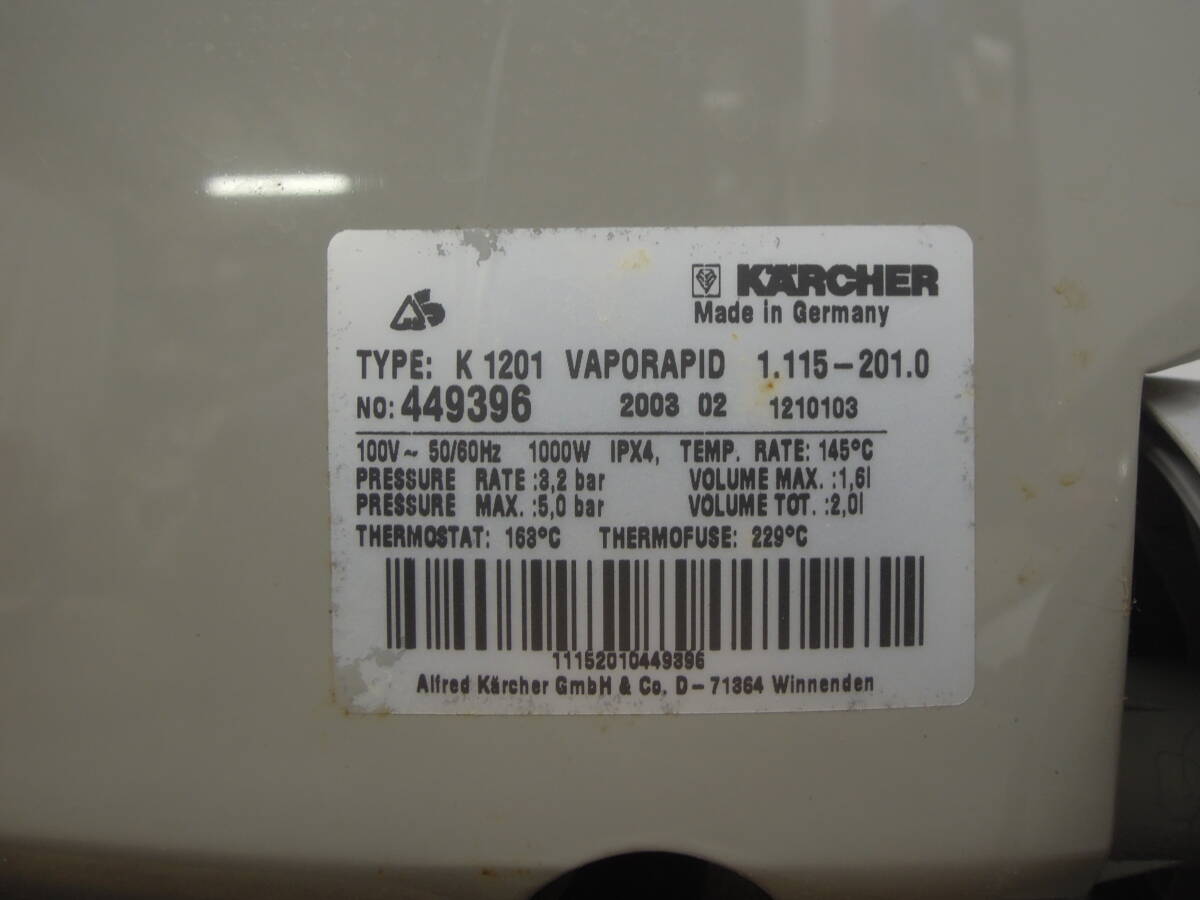 KÄRCHER
Made in Germany
TYPE: K 1201 VAPORAPID 1.115-201.0
NO: 449396 2003 02 1210103
100V~ 50/60Hz 1000W IPX4, TEMP. RATE: 145°C
PRESSURE RATE :3,2 bar VOLUME MAX. :1,6l
PRESSURE MAX. :5,0 bar VOLUME TOT. :2,0l
THERMOSTAT: 163°C THERMOFUSE: 229°C
11152010449396
Alfred Kärcher GmbH & Co. D-71364 Winnenden